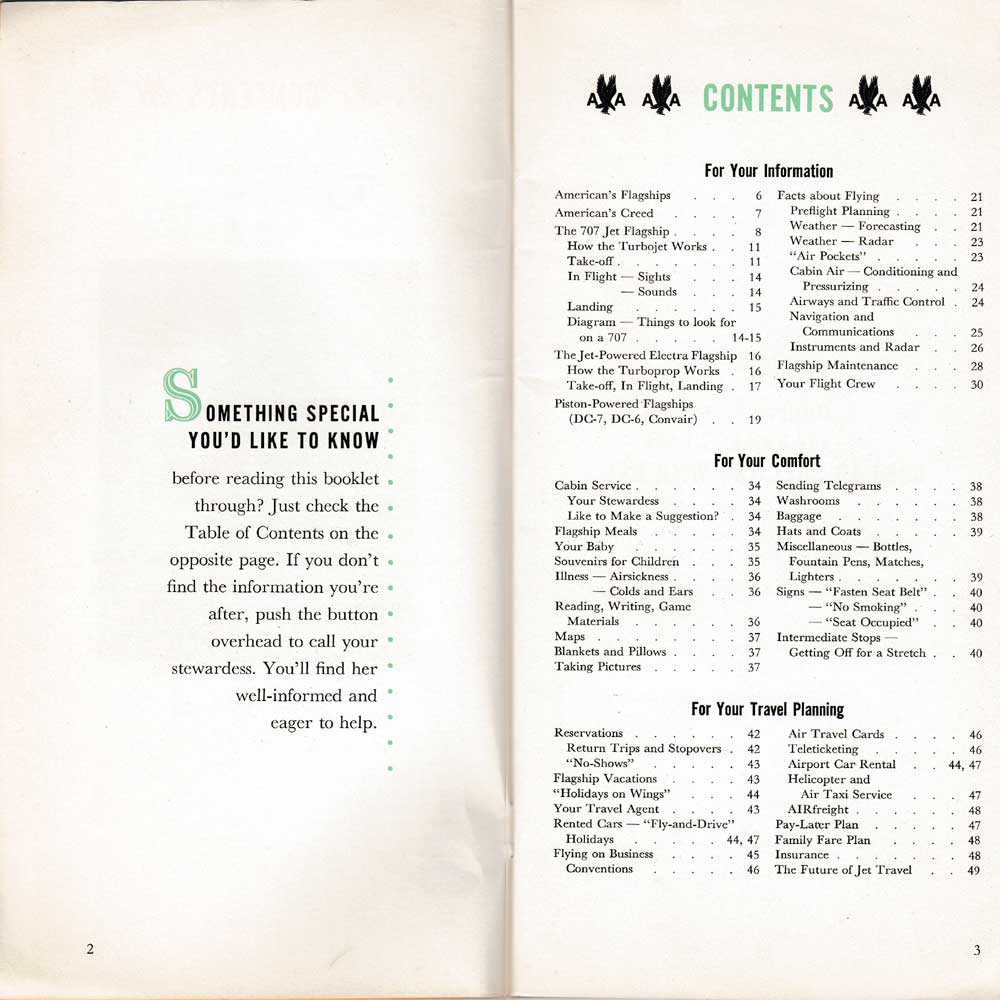 SOMETHING SPECIAL
YOU'D LIKE TO KNOW
before reading this booklet
through? Just check the
Table of Contents on the
opposite page. If you don't
find the information you're
after, push the button
overhead to call your
stewardess. You'll find her
well-informed and
eager to help.
2
AA AA CONTENTS AA AA
For Your Information
American's Flagships . . . 6
American's Creed . . . . 7
The 707 Jet Flagship . . . . 8
How the Turbojet Works . . 11
Take-off . . . . . . . 11
In Flight — Sights . . . 14
— Sounds . . . 14
Landing . . . . . . 15
Diagram — Things to look for
on a 707 . . . . . 14-15
The Jet-Powered Electra Flagship 16
How the Turboprop Works . 16
Take-off, In Flight, Landing . 17
Piston-Powered Flagships
(DC-7, DC-6, Convair) . . 19
Facts about Flying . . . . 21
Preflight Planning . . . . 21
Weather — Forecasting . . 21
Weather — Radar . . . 23
"Air Pockets" . . . . . 23
Cabin Air — Conditioning and
Pressurizing . . . . . 24
Airways and Traffic Control . 24
Navigation and
Communications . . . . 25
Instruments and Radar . . 26
Flagship Maintenance . . . 28
Your Flight Crew . . . . 30
For Your Comfort
Cabin Service . . . . . . 34
Your Stewardess . . . . 34
Like to Make a Suggestion? . 34
Flagship Meals . . . . . 34
Your Baby . . . . . . 35
Souvenirs for Children . . . 35
Illness — Airsickness . . . . 36
— Colds and Ears . . 36
Reading, Writing, Game
Materials . . . . . . 36
Maps . . . . . . . . 37
Blankets and Pillows . . . . 37
Taking Pictures . . . . . 37
Sending Telegrams . . . . 38
Washrooms . . . . . . 38
Baggage . . . . . . . 38
Hats and Coats . . . . . 39
Miscellaneous — Bottles,
Fountain Pens, Matches,
Lighters . . . . . . . 39
Signs — "Fasten Seat Belt" . . 40
— "No Smoking" . . . 40
— "Seat Occupied" . . 40
Intermediate Stops —
Getting Off for a Stretch . . 40
For Your Travel Planning
Reservations . . . . . . 42
Return Trips and Stopovers . 42
"No-Shows" . . . . . 43
Flagship Vacations . . . . 43
"Holidays on Wings" . . . 44
Your Travel Agent . . . . 43
Rented Cars — "Fly-and-Drive"
Holidays . . . . . 44, 47
Flying on Business . . . . 45
Conventions . . . . . 46
Air Travel Cards . . . . 46
Teleticketing . . . . . 46
Airport Car Rental . . 44, 47
Helicopter and
Air Taxi Service . . . 47
AIRfreight . . . . . . 48
Pay-Later Plan . . . . . 47
Family Fare Plan . . . . 48
Insurance . . . . . . . 48
The Future of Jet Travel . . 49
3